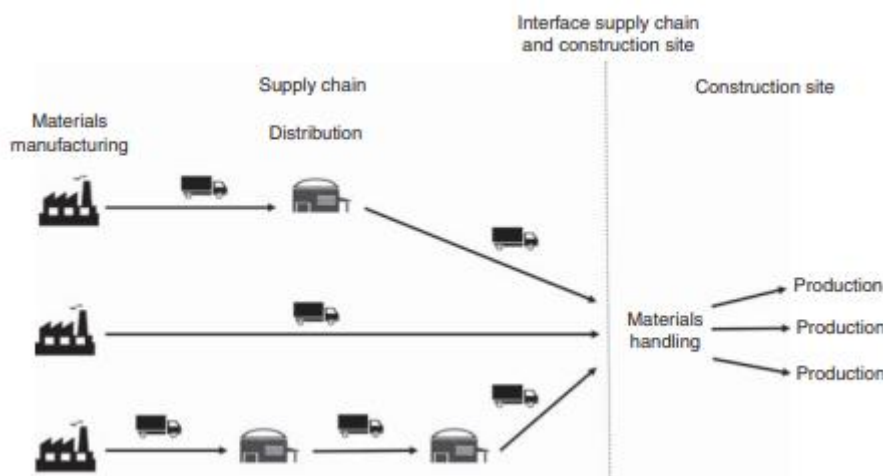 Interface supply chain
and construction site
Supply chain
Construction site
Materials
manufacturing
Distribution
Production
Materials
handling
Production
Production